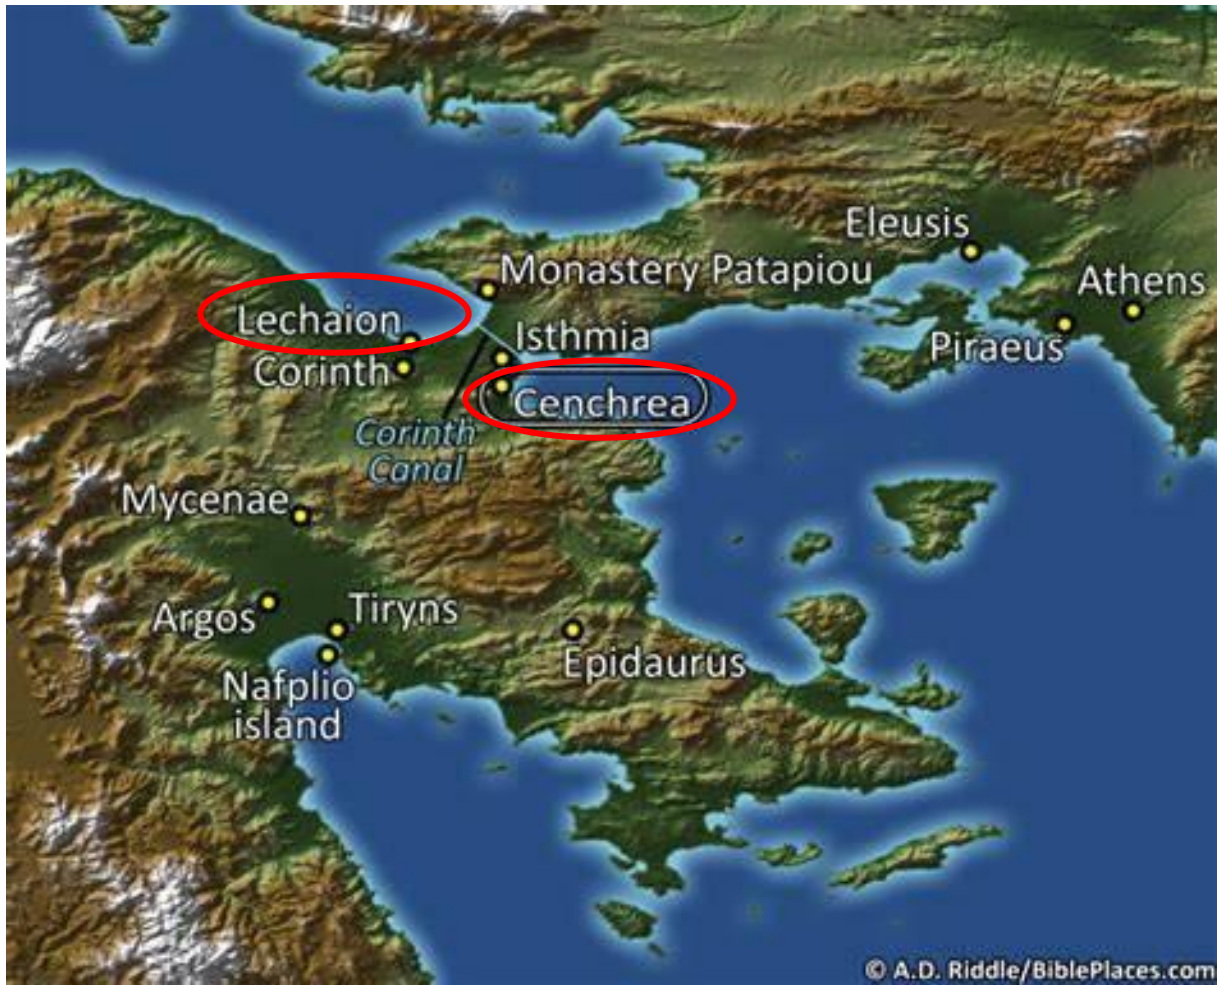 Eleusis
Monastery Patapiou
Athens
Lechaion
Isthmia
Piraeus
Corinth
Cenchrea
Corinth
Canal
Mycenae
Argos
Tiryns
Epidaurus
Nafplio
island
© A.D. Riddle/BiblePlaces.com